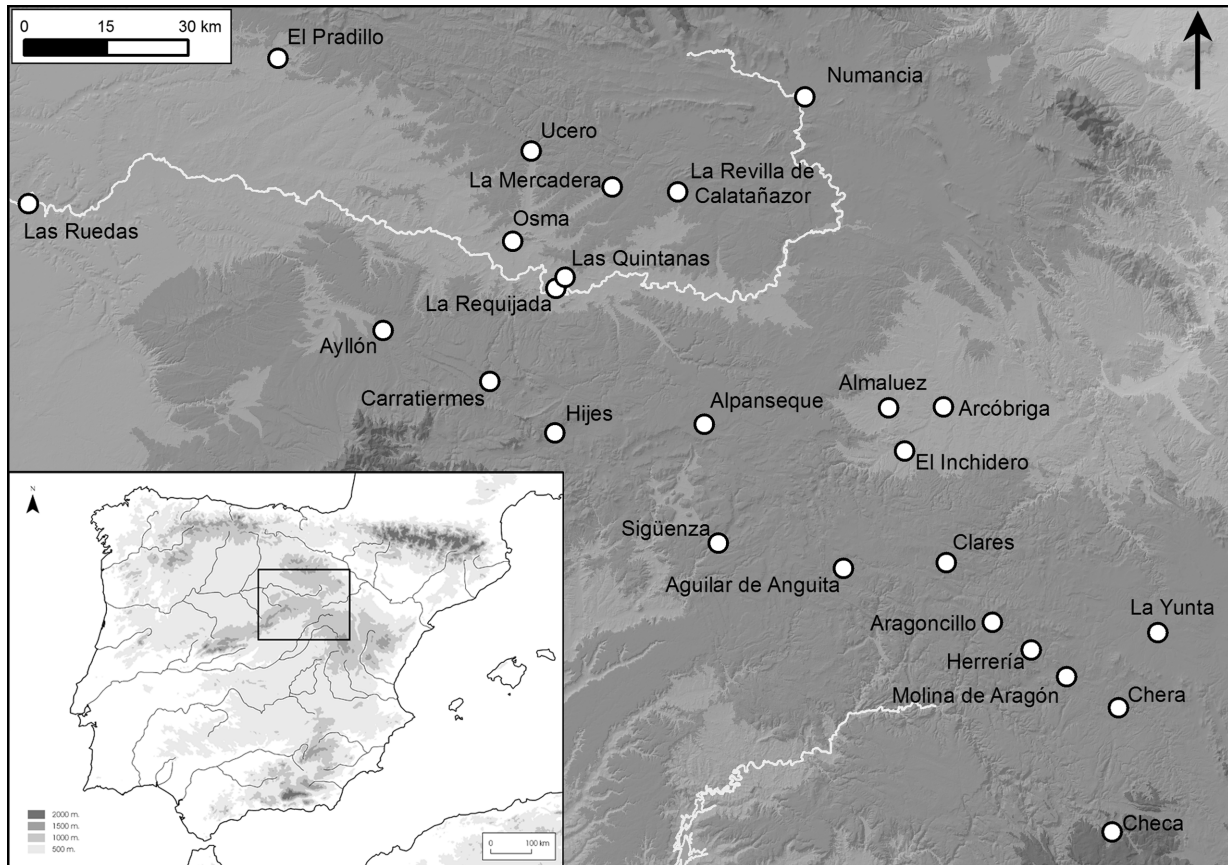 0 15 30 km
El Pradillo
Numancia
Ucero
La Mercadera
La Revilla de
Calatañazor
Las Ruedas
Osma
Las Quintanas
La Requijada
Ayllón
Carratiermes
Hijes
Alpanseque
Almaluez
Arcóbriga
El Inchidero
Sigüenza
Aguilar de Anguita
Clares
Aragoncillo
La Yunta
Herrería
Molina de Aragón
Chera
Checa
N
2000 m.
1500 m.
1000 m.
500 m.
0 100 km